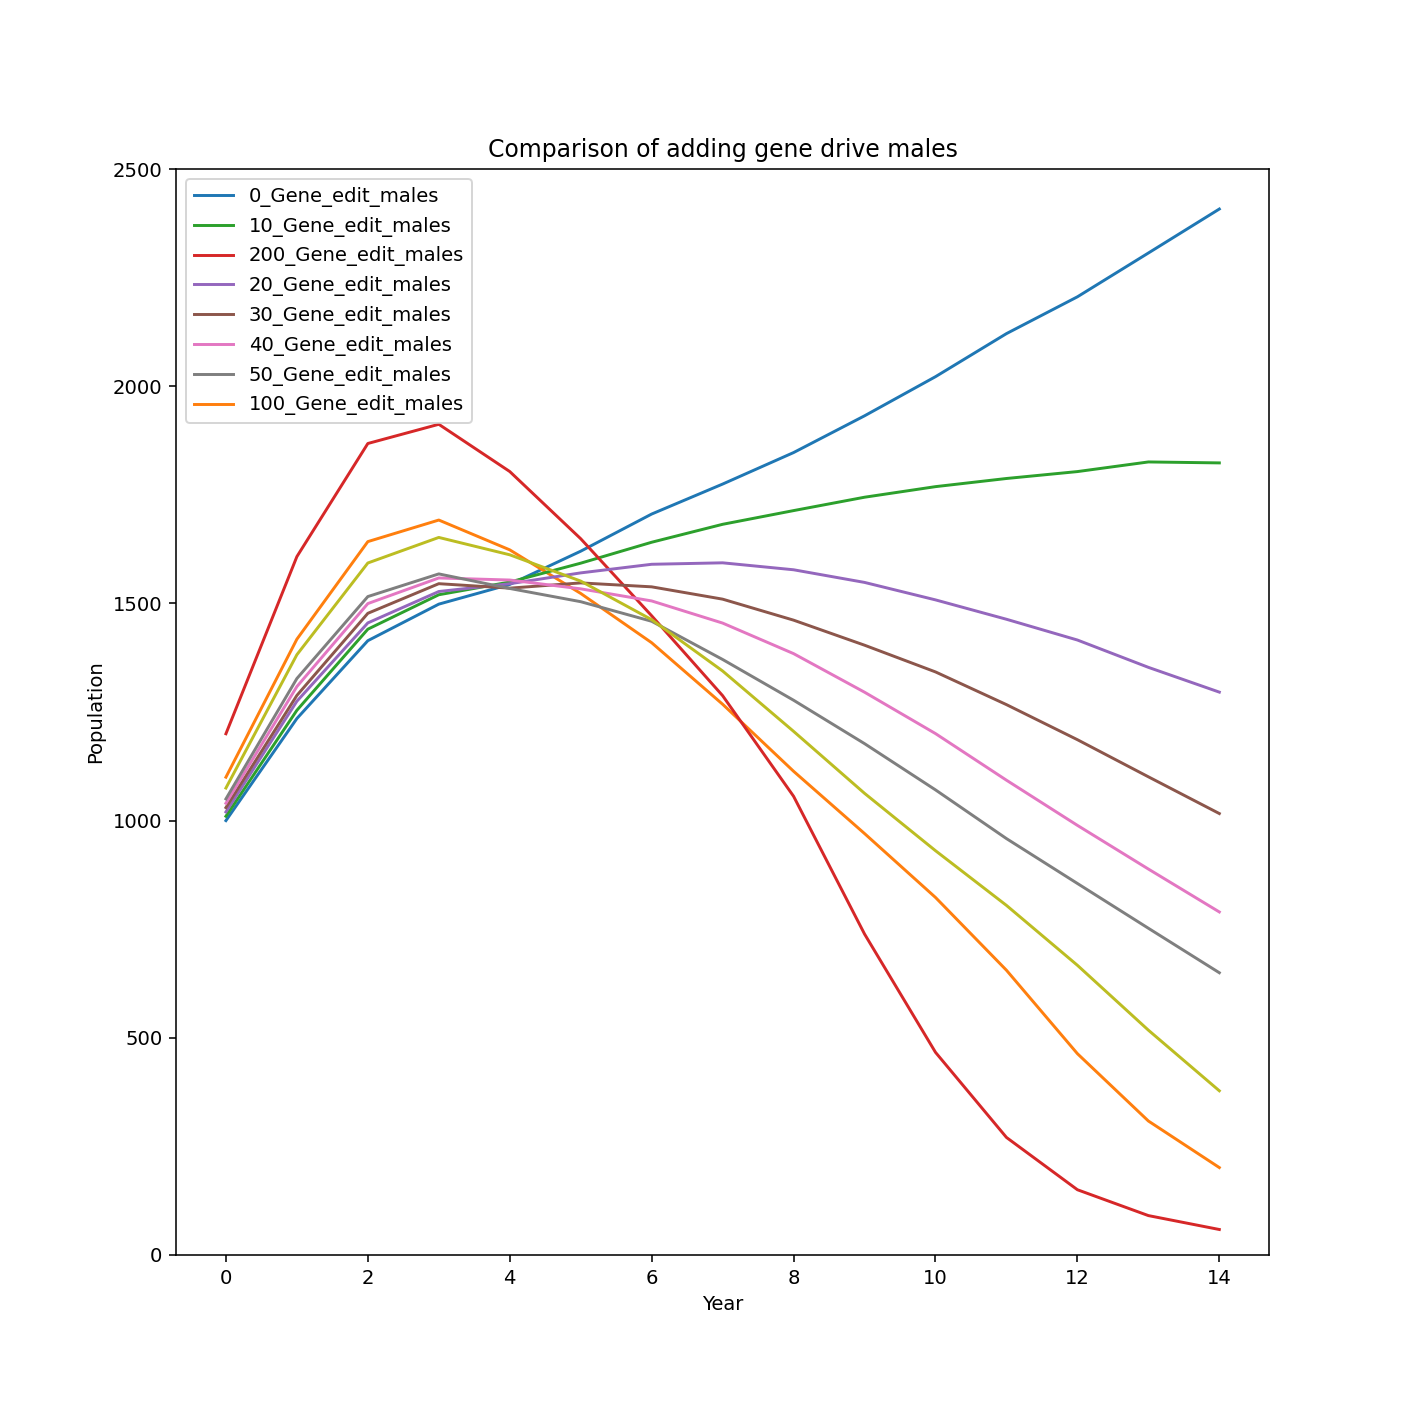 Comparison of adding gene drive males
2500
2000
1500
1000
500
0
Population
0_Gene_edit_males
10_Gene_edit_males
200_Gene_edit_males
20_Gene_edit_males
30_Gene_edit_males
40_Gene_edit_males
50_Gene_edit_males
100_Gene_edit_males
0 2 4 6 8 10 12 14
Year